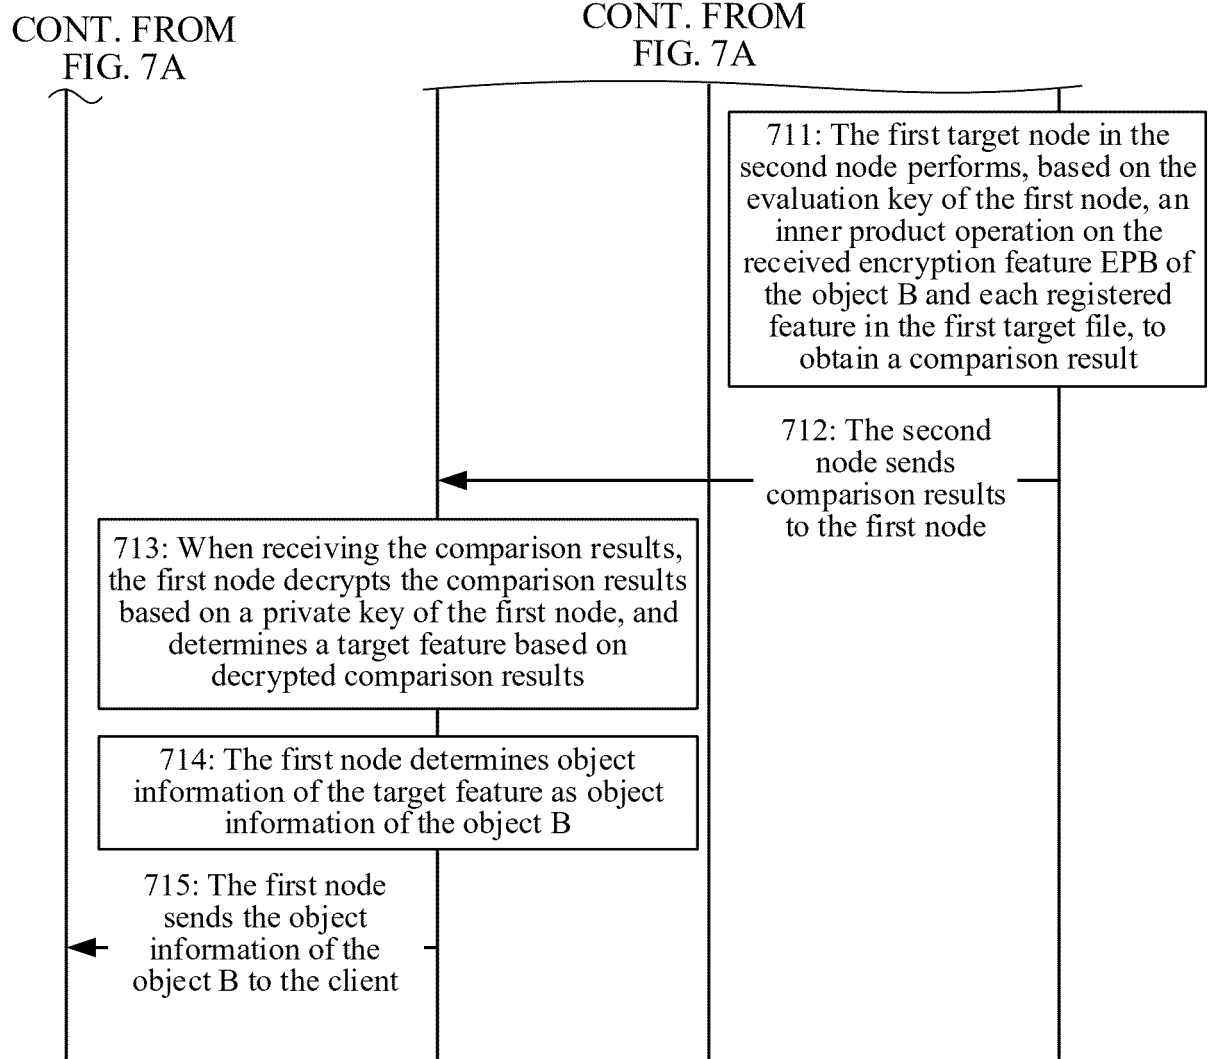 CONT. FROM
FIG. 7A
CONT. FROM
FIG. 7A
711: The first target node in the
second node performs, based on the
evaluation key of the first node, an
inner product operation on the
received encryption feature EPB of
the object B and each registered
feature in the first target file, to
obtain a comparison result
712: The second
node sends
comparison results
to the first node
713: When receiving the comparison results,
the first node decrypts the comparison results
based on a private key of the first node, and
determines a target feature based on
decrypted comparison results
714: The first node determines object
information of the target feature as object
information of the object B
715: The first node
sends the object
information of the
object B to the client